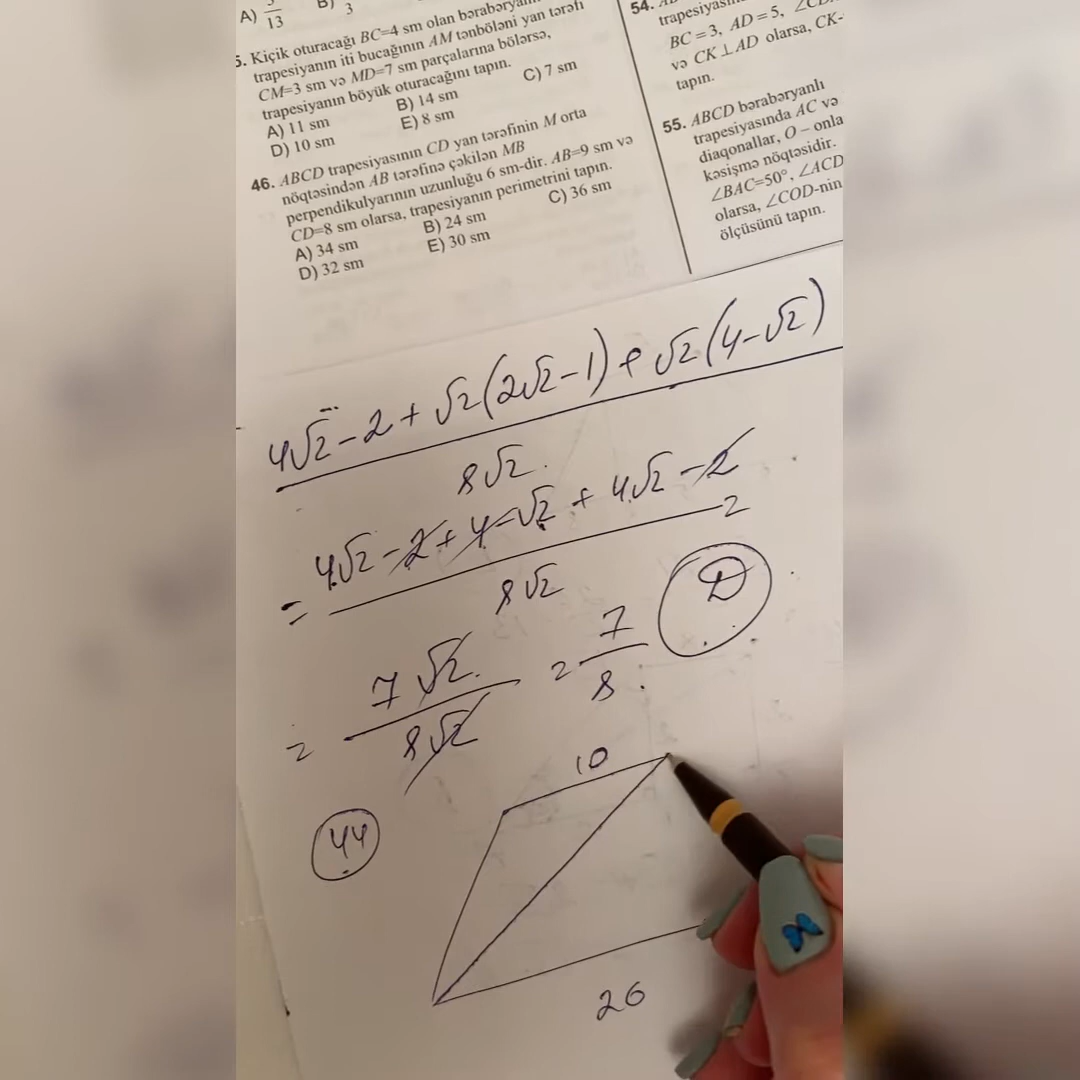 A) 5/13 B) /3
5. Kiçik oturacağı BC=4 sm olan
trapesiyanın iti bucağının AM tənböləni yan tərəfi
CM=3 sm və MD=7 sm parçalarına bölərsə,
trapesiyanın böyük oturacağını tapın.
A) 11 sm B) 14 sm C) 7 sm
D) 10 sm E) 8 sm
46. ABCD trapesiyasının CD yan tərəfinin M orta
nöqtəsindən AB tərəfinə çəkilən MB
perpendikulyarının uzunluğu 6 sm-dir. AB=9 sm və
CD=8 sm olarsa, trapesiyanın perimetrini tapın.
A) 34 sm B) 24 sm C) 36 sm
D) 32 sm E) 30 sm
54.
BC = 3, AD = 5,
və CK ⊥ AD olarsa, CK-
tapın.
55. ABCD bərabəryanlı
trapesiyasında AC və
diaqonallar, O – onla
kəsişmə nöqtəsidir.
∠BAC=50°, ∠ACD
olarsa, ∠COD-nin
ölçüsünü tapın.
4√2 - 2 + √2(2√2 - 1) + √2(4 - √2)
8√2
= 4√2 - 2 + 4 - √2 + 4√2 - 2 =
8√2
= 7√2 = 7 D
8√2 8
44
10
26